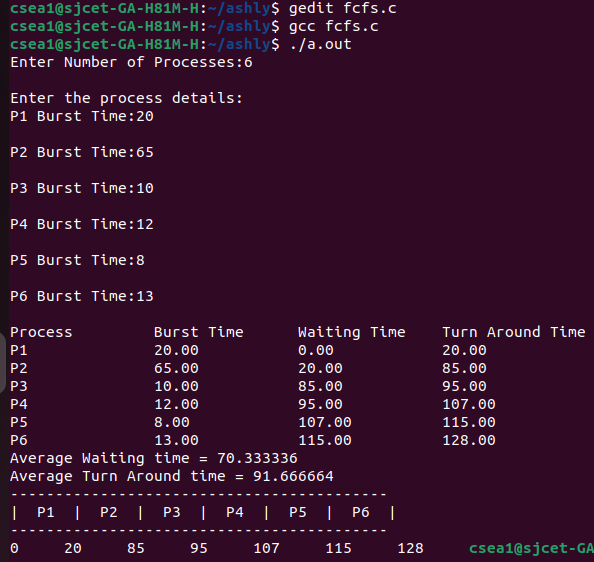 csea1@sjcet-GA-H81M-H:~/ashly$ gedit fcfs.c
csea1@sjcet-GA-H81M-H:~/ashly$ gcc fcfs.c
csea1@sjcet-GA-H81M-H:~/ashly$ ./a.out
Enter Number of Processes:6
Enter the process details:
P1 Burst Time:20
P2 Burst Time:65
P3 Burst Time:10
P4 Burst Time:12
P5 Burst Time:8
P6 Burst Time:13
Process Burst Time Waiting Time Turn Around Time
P1 20.00 0.00 20.00
P2 65.00 20.00 85.00
P3 10.00 85.00 95.00
P4 12.00 95.00 107.00
P5 8.00 107.00 115.00
P6 13.00 115.00 128.00
Average Waiting time = 70.333336
Average Turn Around time = 91.666664
------------------------------------------
| P1 | P2 | P3 | P4 | P5 | P6 |
------------------------------------------
0 20 85 95 107 115 128 csea1@sjcet-GA